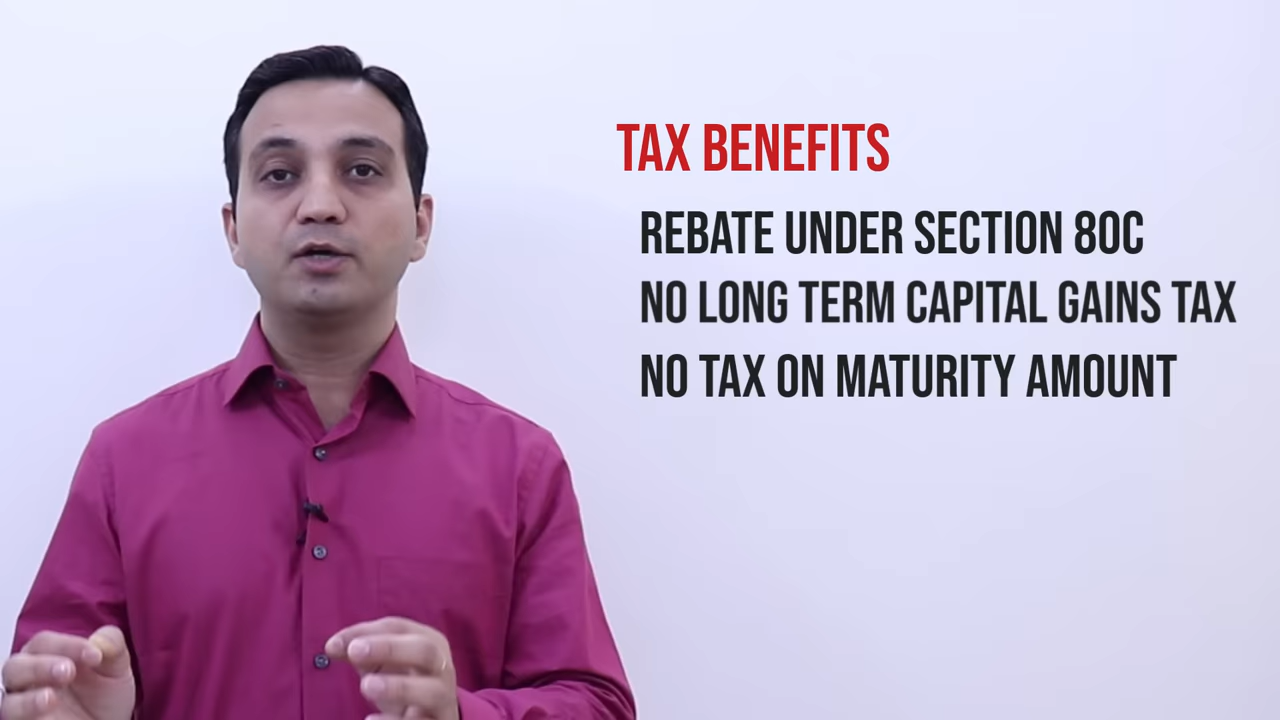 TAX BENEFITS
REBATE UNDER SECTION 80C
NO LONG TERM CAPITAL GAINS TAX
NO TAX ON MATURITY AMOUNT